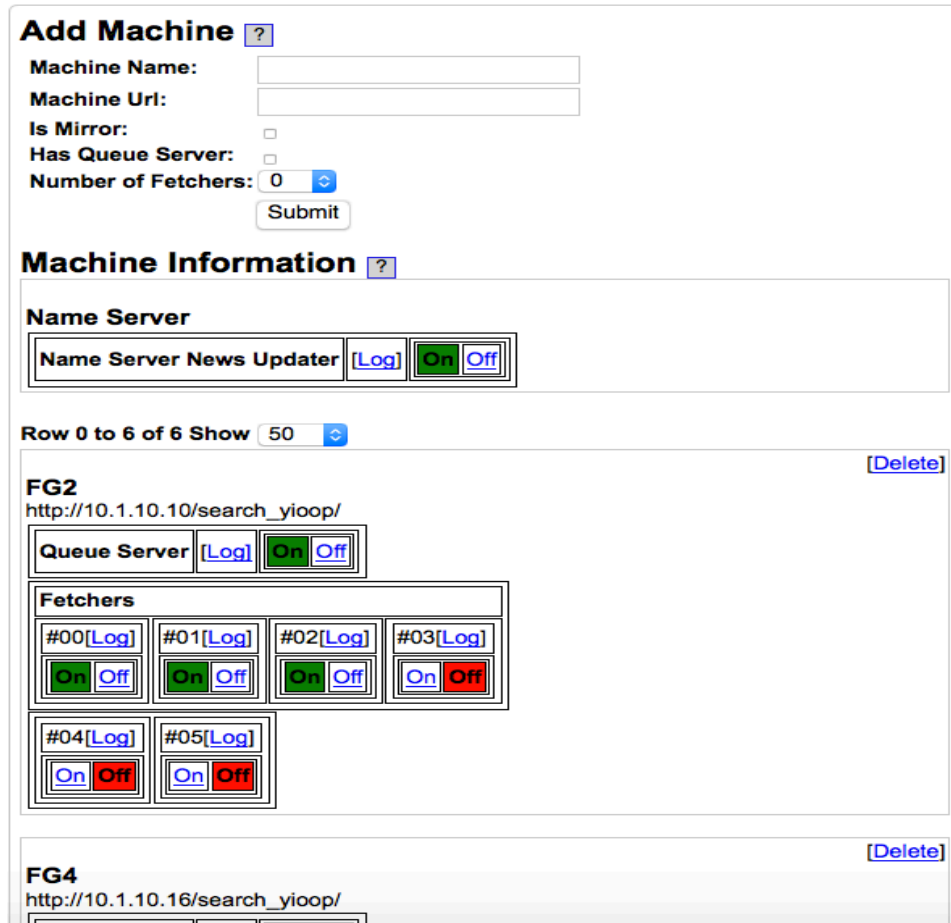 Add Machine [?]
Machine Name:
Machine Url:
Is Mirror:
Has Queue Server:
Number of Fetchers: 0
Submit
Machine Information [?]
Name Server
Name Server News Updater [Log] On Off
Row 0 to 6 of 6 Show 50
[Delete]
FG2
http://10.1.10.10/search_yioop/
Queue Server [Log] On Off
Fetchers
#00[Log] #01[Log] #02[Log] #03[Log]
On Off On Off On Off On Off
#04[Log] #05[Log]
On Off On Off
[Delete]
FG4
http://10.1.10.16/search_yioop/